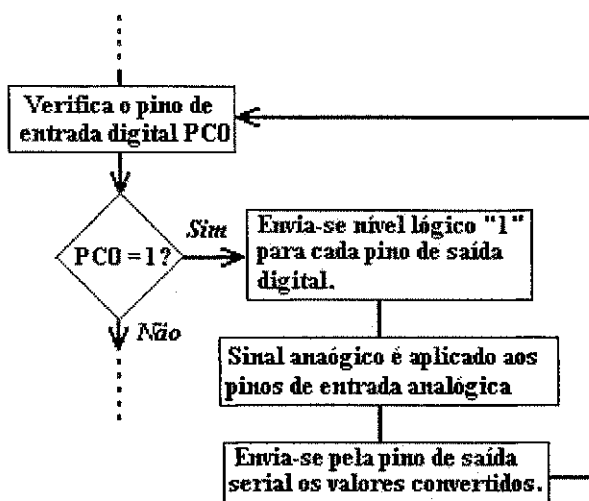 Verifica o pino de
entrada digital PC0
PC0 = 1?
Sim
Não
Envia-se nível lógico "1"
para cada pino de saída
digital.
Sinal anaógico é aplicado aos
pinos de entrada analógica
Envia-se pela pino de saída
serial os valores convertidos.